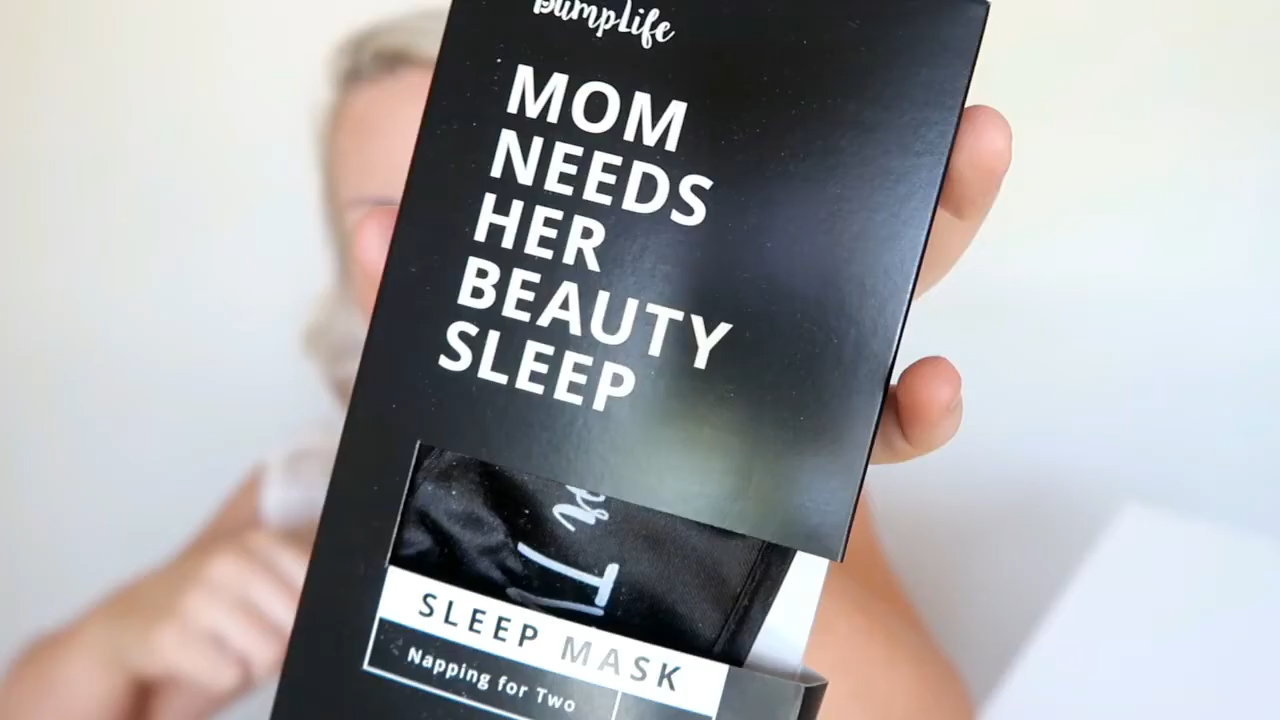 BumpLife
MOM
NEEDS
HER
BEAUTY
SLEEP
SLEEP MASK
Napping for Two